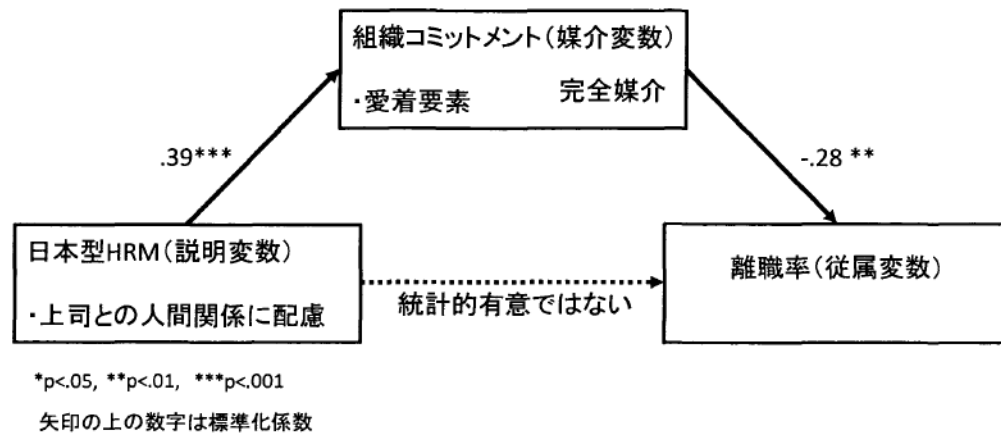 組織コミットメント(媒介変数)
・愛着要素
完全媒介
.39***
-.28 **
日本型HRM(説明変数)
・上司との人間関係に配慮
統計的有意ではない
離職率(従属変数)
*p<.05, **p<.01, ***p<.001
矢印の上の数字は標準化係数